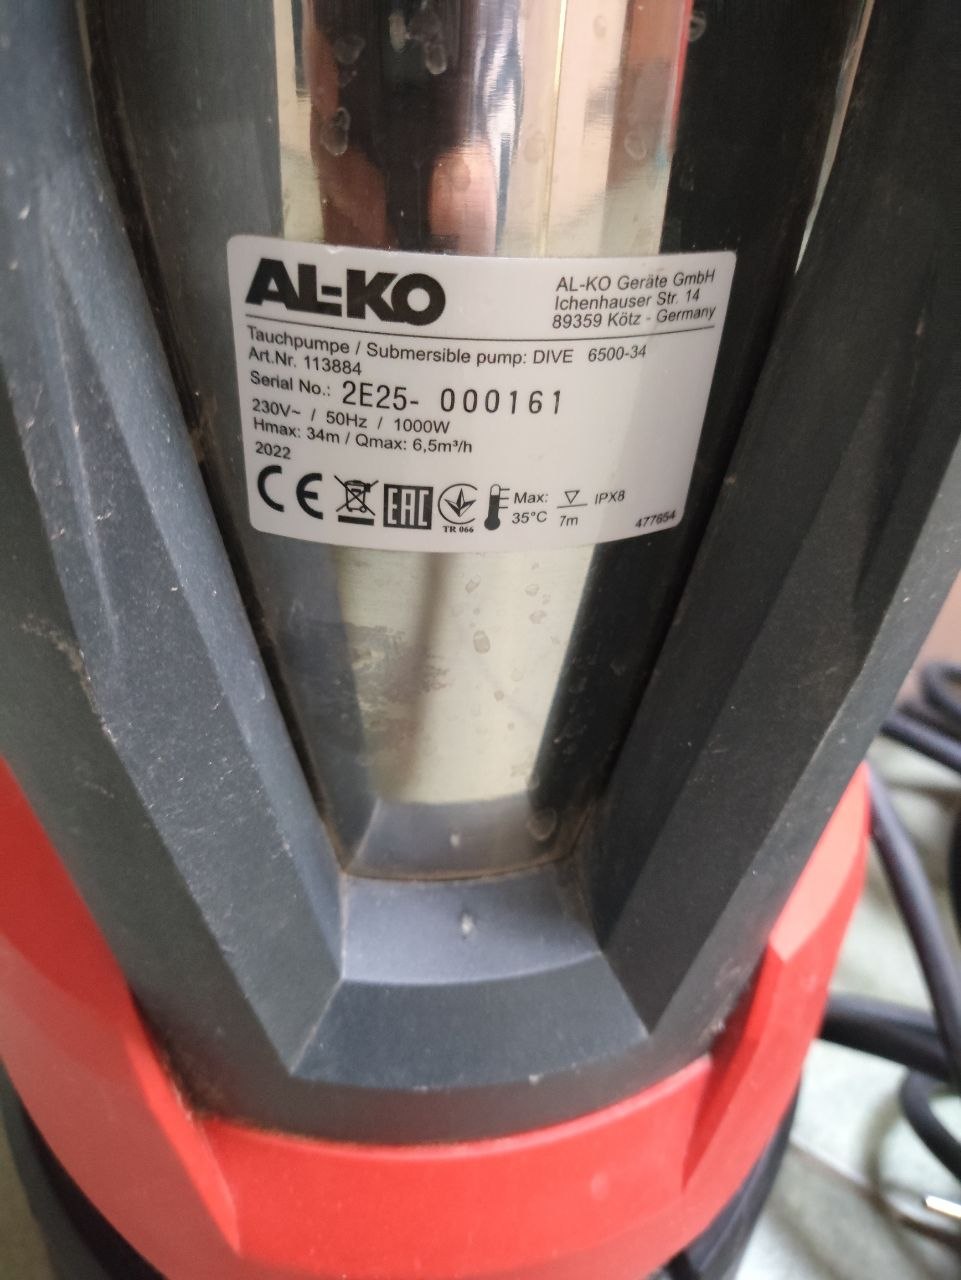 AL-KO
AL-KO Geräte GmbH
Ichenhauser Str. 14
89359 Kötz - Germany
Tauchpumpe / Submersible pump: DIVE 6500-34
Art.Nr. 113884
Serial No.: 2E25- 000161
230V~ / 50Hz / 1000W
Hmax: 34m / Qmax: 6,5m³/h
2022
CE EAC TR 066 Max: 35°C 7m IPX8
477654